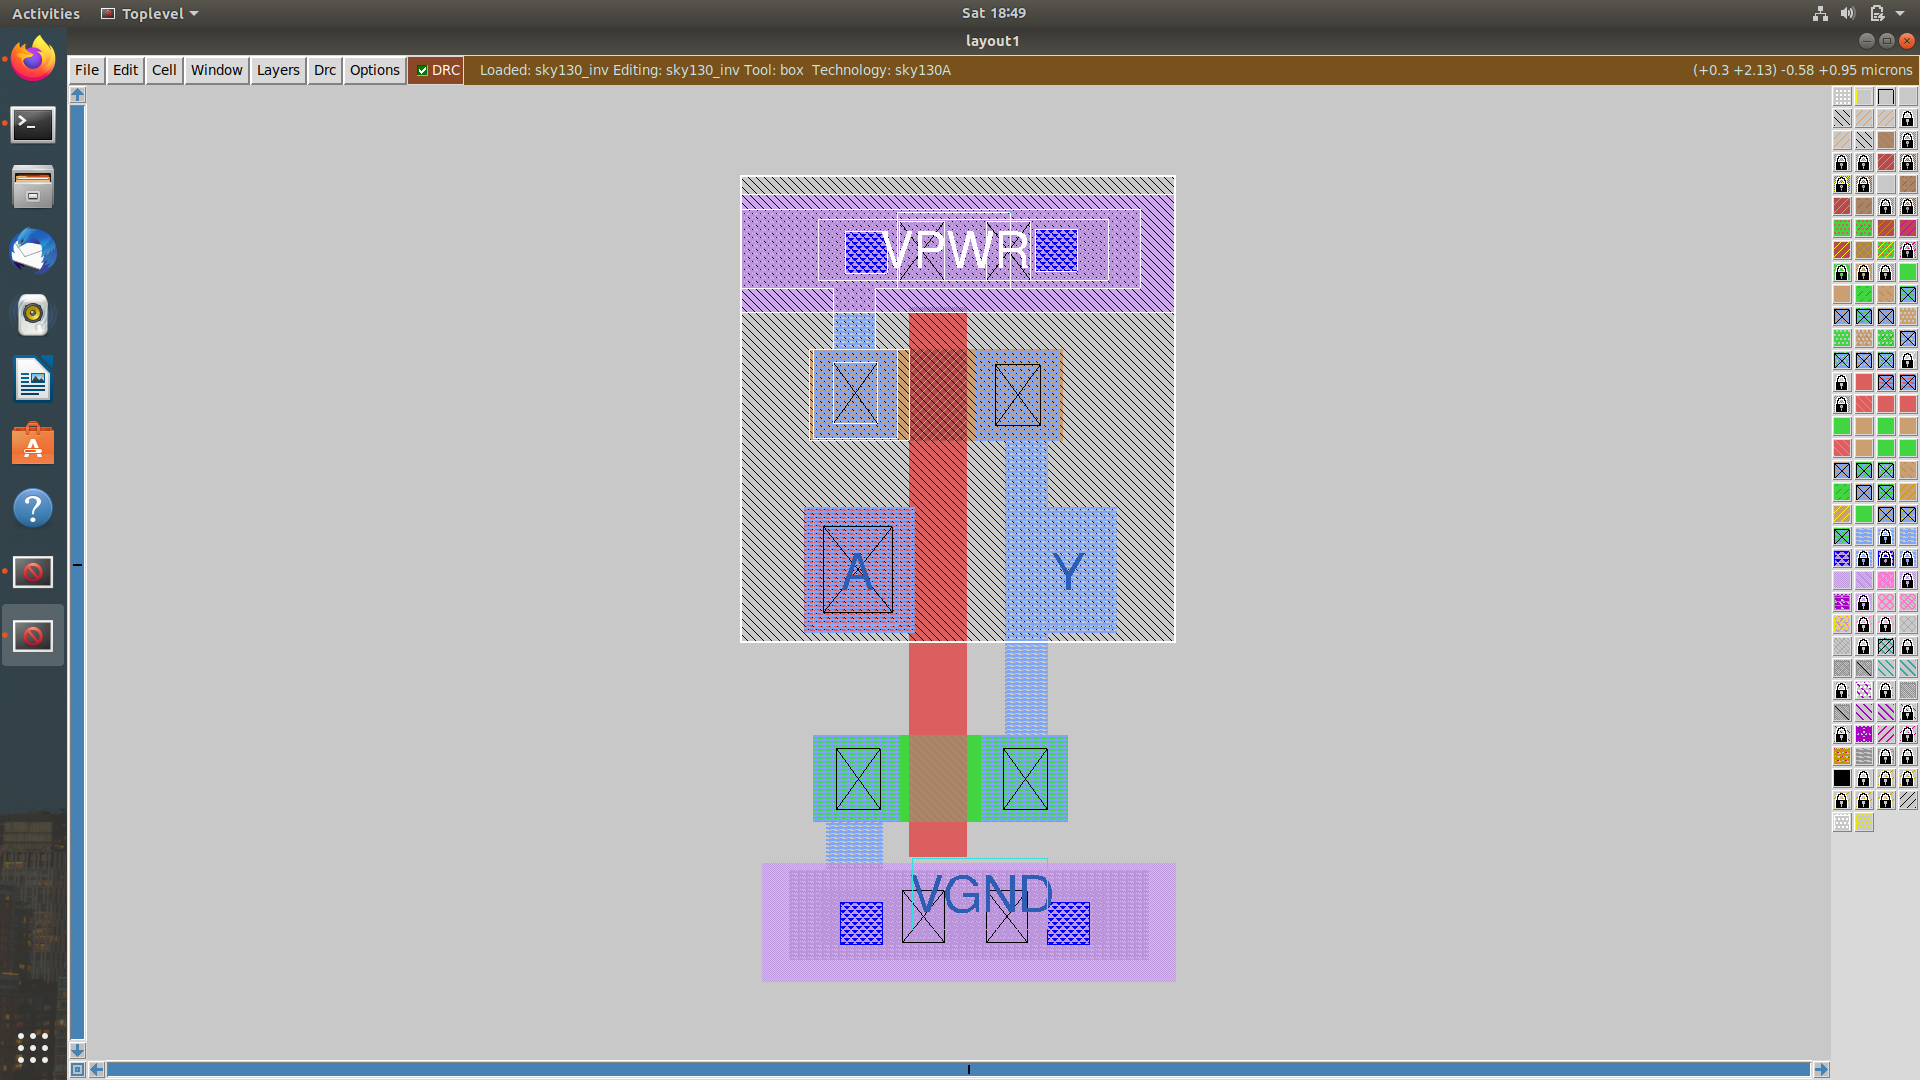 Activities Toplevel Sat 18:49
layout1
File Edit Cell Window Layers Drc Options DRC Loaded: sky130_inv Editing: sky130_inv Tool: box Technology: sky130A (+0.3 +2.13) -0.58 +0.95 microns
VPWR
A Y
VGND